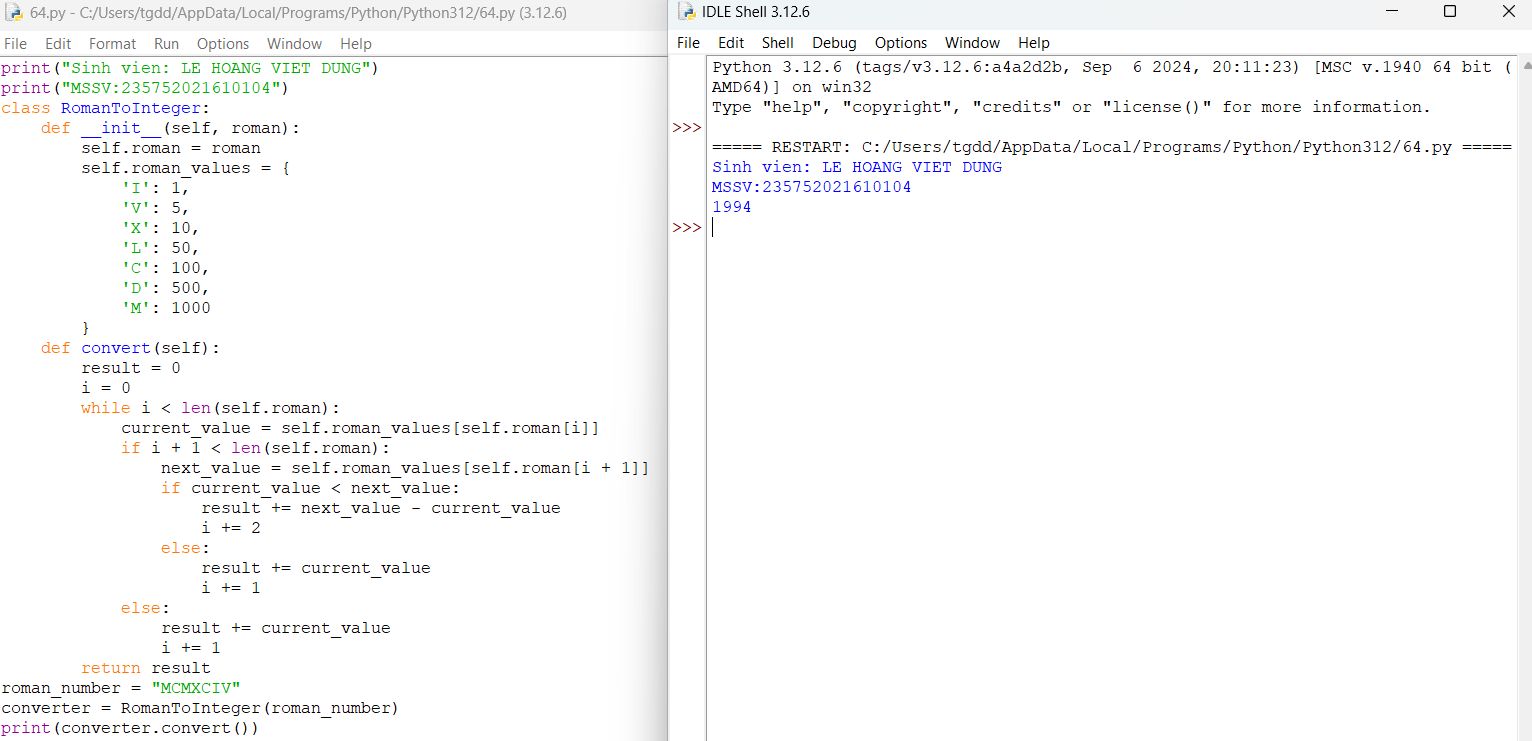 64.py - C:/Users/tgdd/AppData/Local/Programs/Python/Python312/64.py (3.12.6)
File Edit Format Run Options Window Help
print("Sinh vien: LE HOANG VIET DUNG")
print("MSSV:235752021610104")
class RomanToInteger:
    def __init__(self, roman):
        self.roman = roman
        self.roman_values = {
            'I': 1,
            'V': 5,
            'X': 10,
            'L': 50,
            'C': 100,
            'D': 500,
            'M': 1000
        }
    def convert(self):
        result = 0
        i = 0
        while i < len(self.roman):
            current_value = self.roman_values[self.roman[i]]
            if i + 1 < len(self.roman):
                next_value = self.roman_values[self.roman[i + 1]]
                if current_value < next_value:
                    result += next_value - current_value
                    i += 2
                else:
                    result += current_value
                    i += 1
            else:
                result += current_value
                i += 1
        return result
roman_number = "MCMXCIV"
converter = RomanToInteger(roman_number)
print(converter.convert())
IDLE Shell 3.12.6
File Edit Shell Debug Options Window Help
Python 3.12.6 (tags/v3.12.6:a4a2d2b, Sep  6 2024, 20:11:23) [MSC v.1940 64 bit (
AMD64)] on win32
Type "help", "copyright", "credits" or "license()" for more information.
>>>
===== RESTART: C:/Users/tgdd/AppData/Local/Programs/Python/Python312/64.py =====
Sinh vien: LE HOANG VIET DUNG
MSSV:235752021610104
1994
>>>